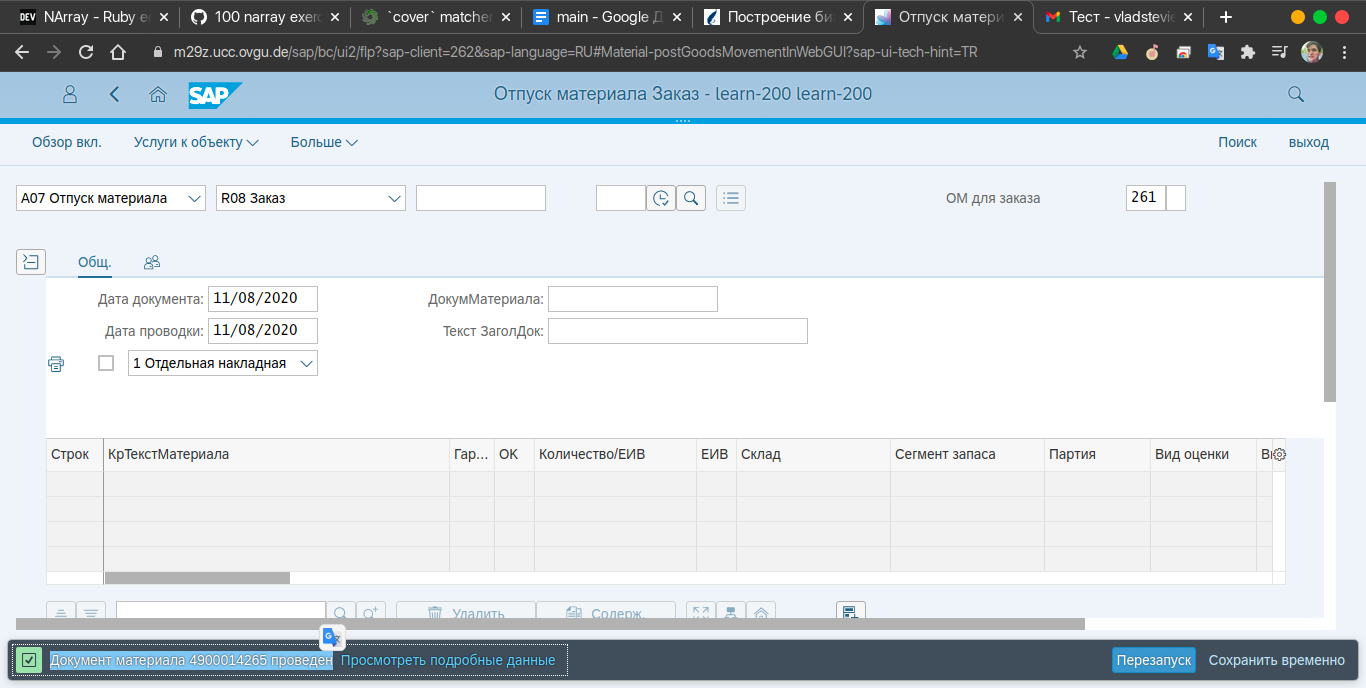 DEV NArray - Ruby ec
100 narray exerc
`cover` matcher
main - Google Д
Построение би
Отпуск матери
Тест - vladstevie
m29z.ucc.ovgu.de/sap/bc/ui2/flp?sap-client=262&sap-language=RU#Material-postGoodsMovementInWebGUI?sap-ui-tech-hint=TR
SAP
Отпуск материала Заказ - learn-200 learn-200
Обзор вкл.
Услуги к объекту
Больше
Поиск
выход
A07 Отпуск материала
R08 Заказ
ОМ для заказа
261
Общ.
Дата документа: 11/08/2020
ДокумМатериала:
Дата проводки: 11/08/2020
Текст ЗаголДок:
1 Отдельная накладная
Строк КрТекстМатериала Гар... OK Количество/ЕИВ ЕИВ Склад Сегмент запаса Партия Вид оценки
Удалить
Содерж.
Документ материала 4900014265 проведен Просмотреть подробные данные
Перезапуск
Сохранить временно